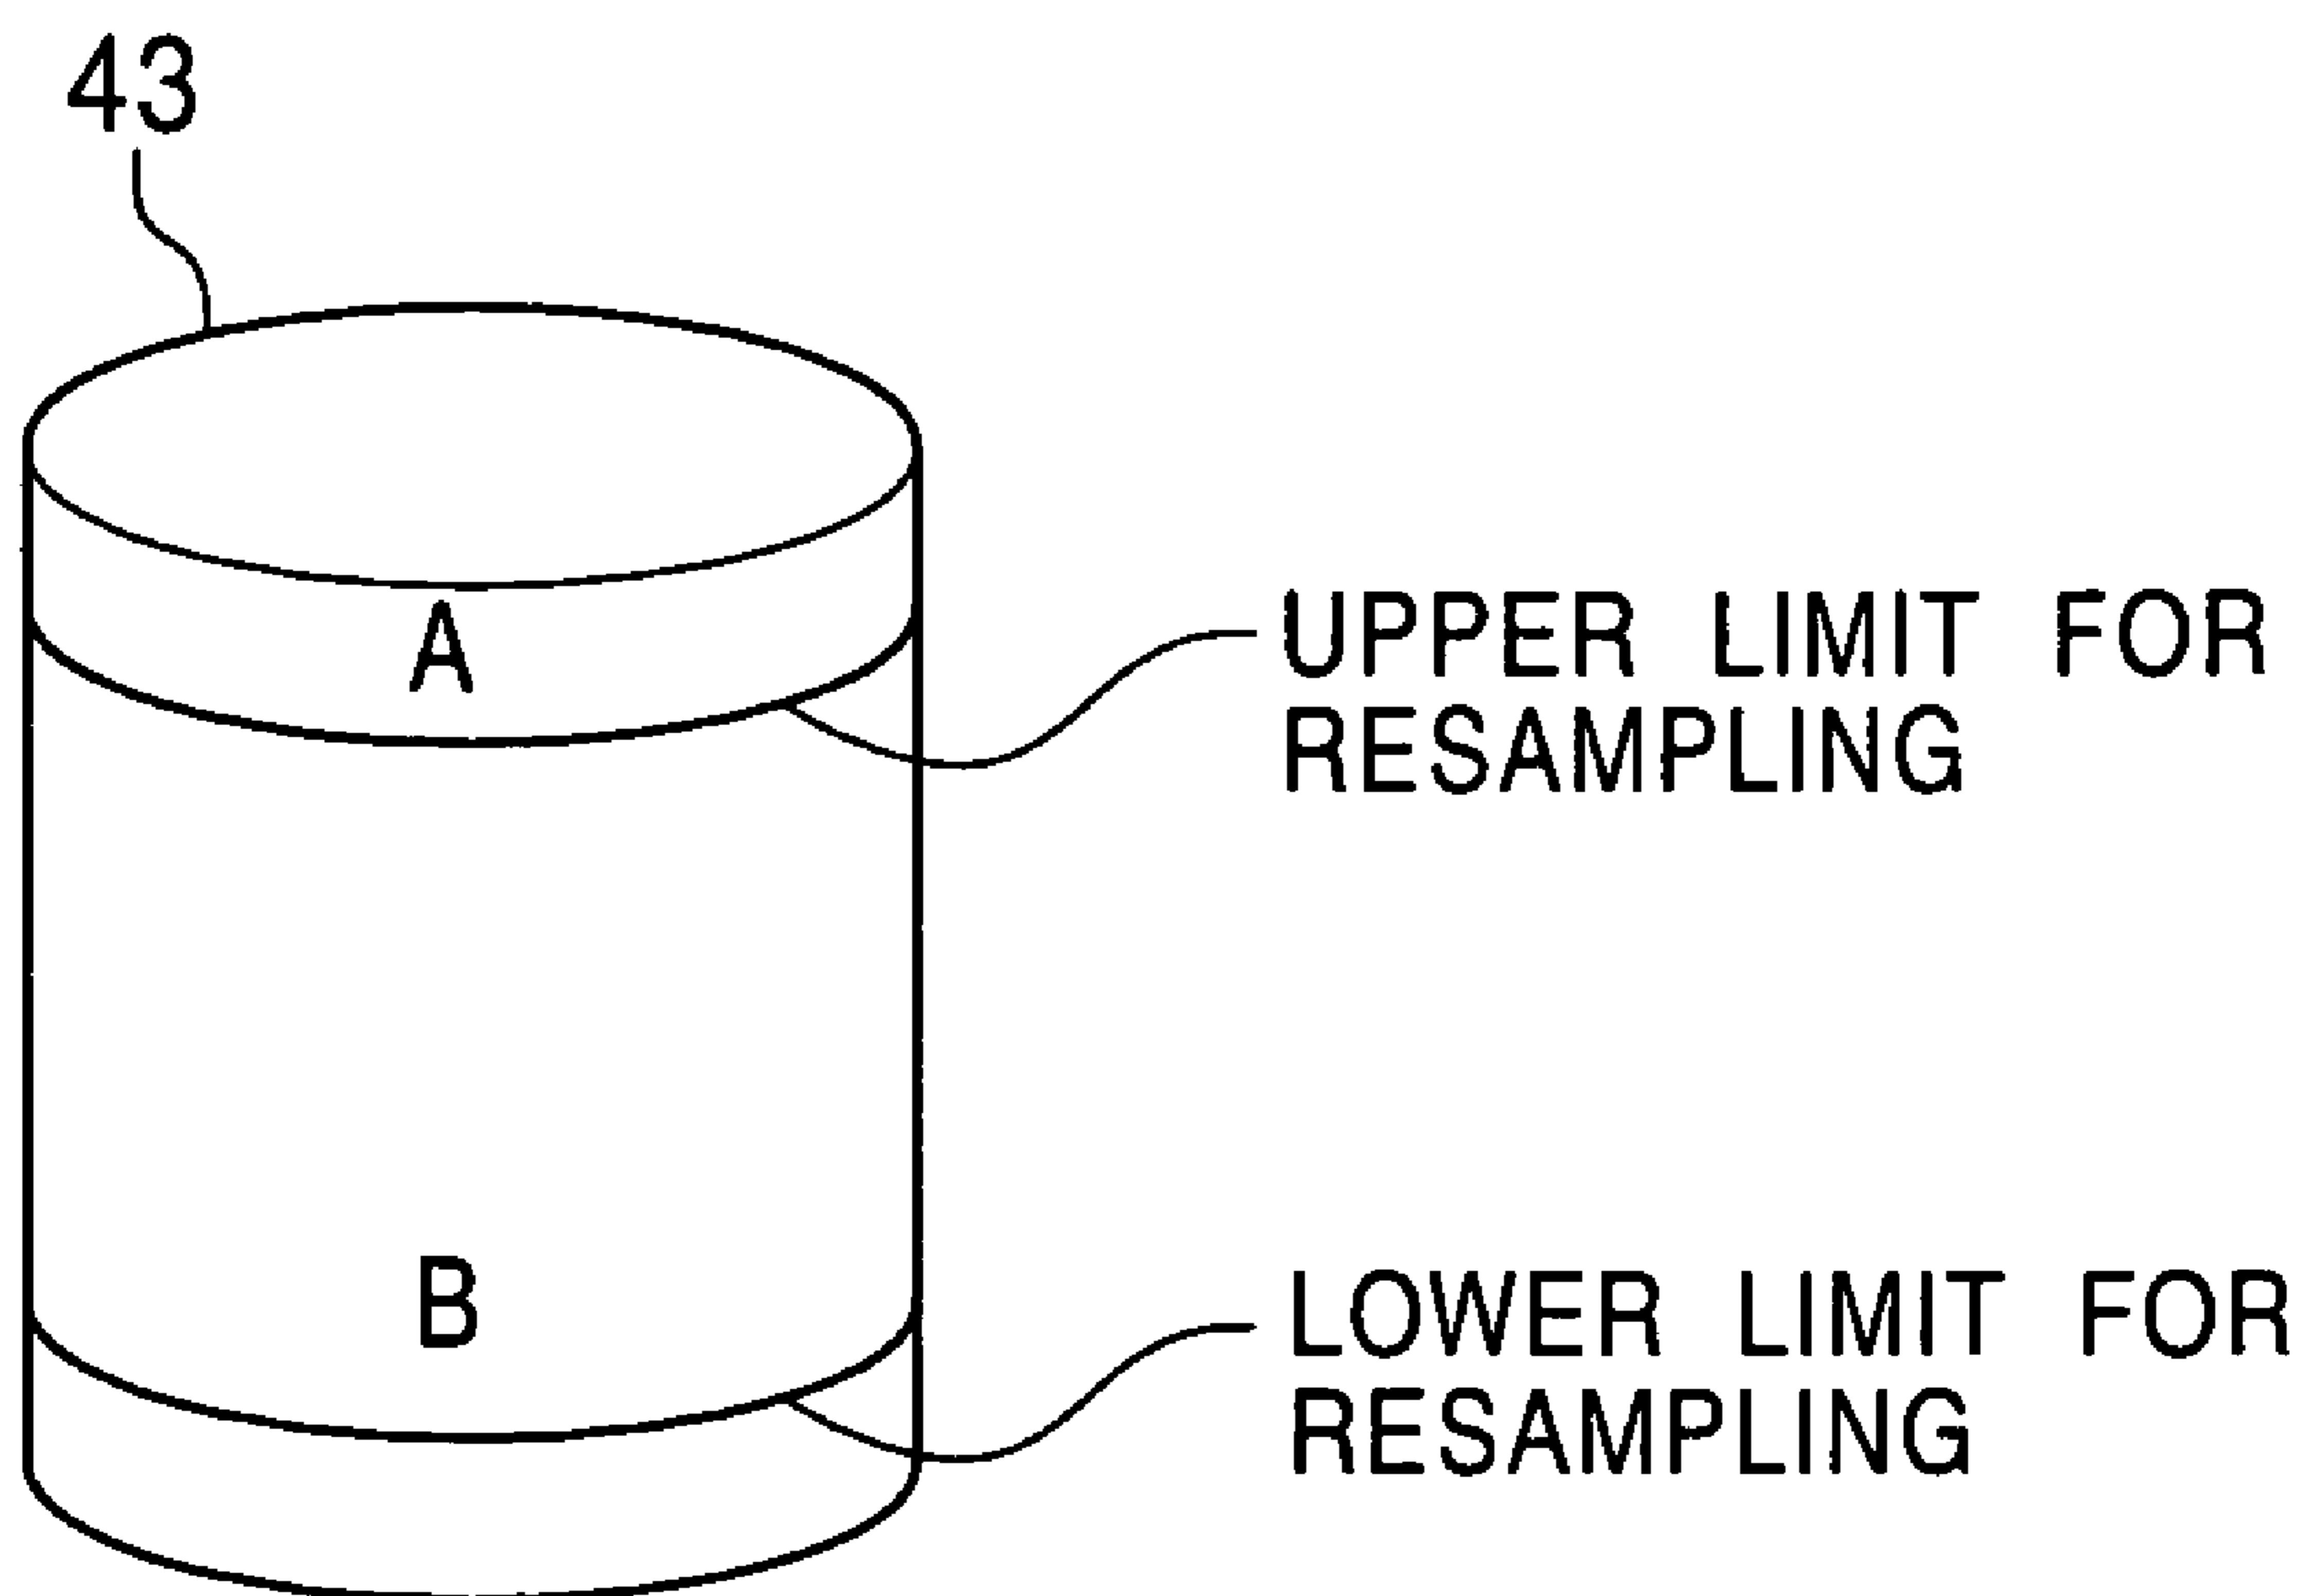 43
A
UPPER LIMIT FOR
RESAMPLING
B
LOWER LIMIT FOR
RESAMPLING